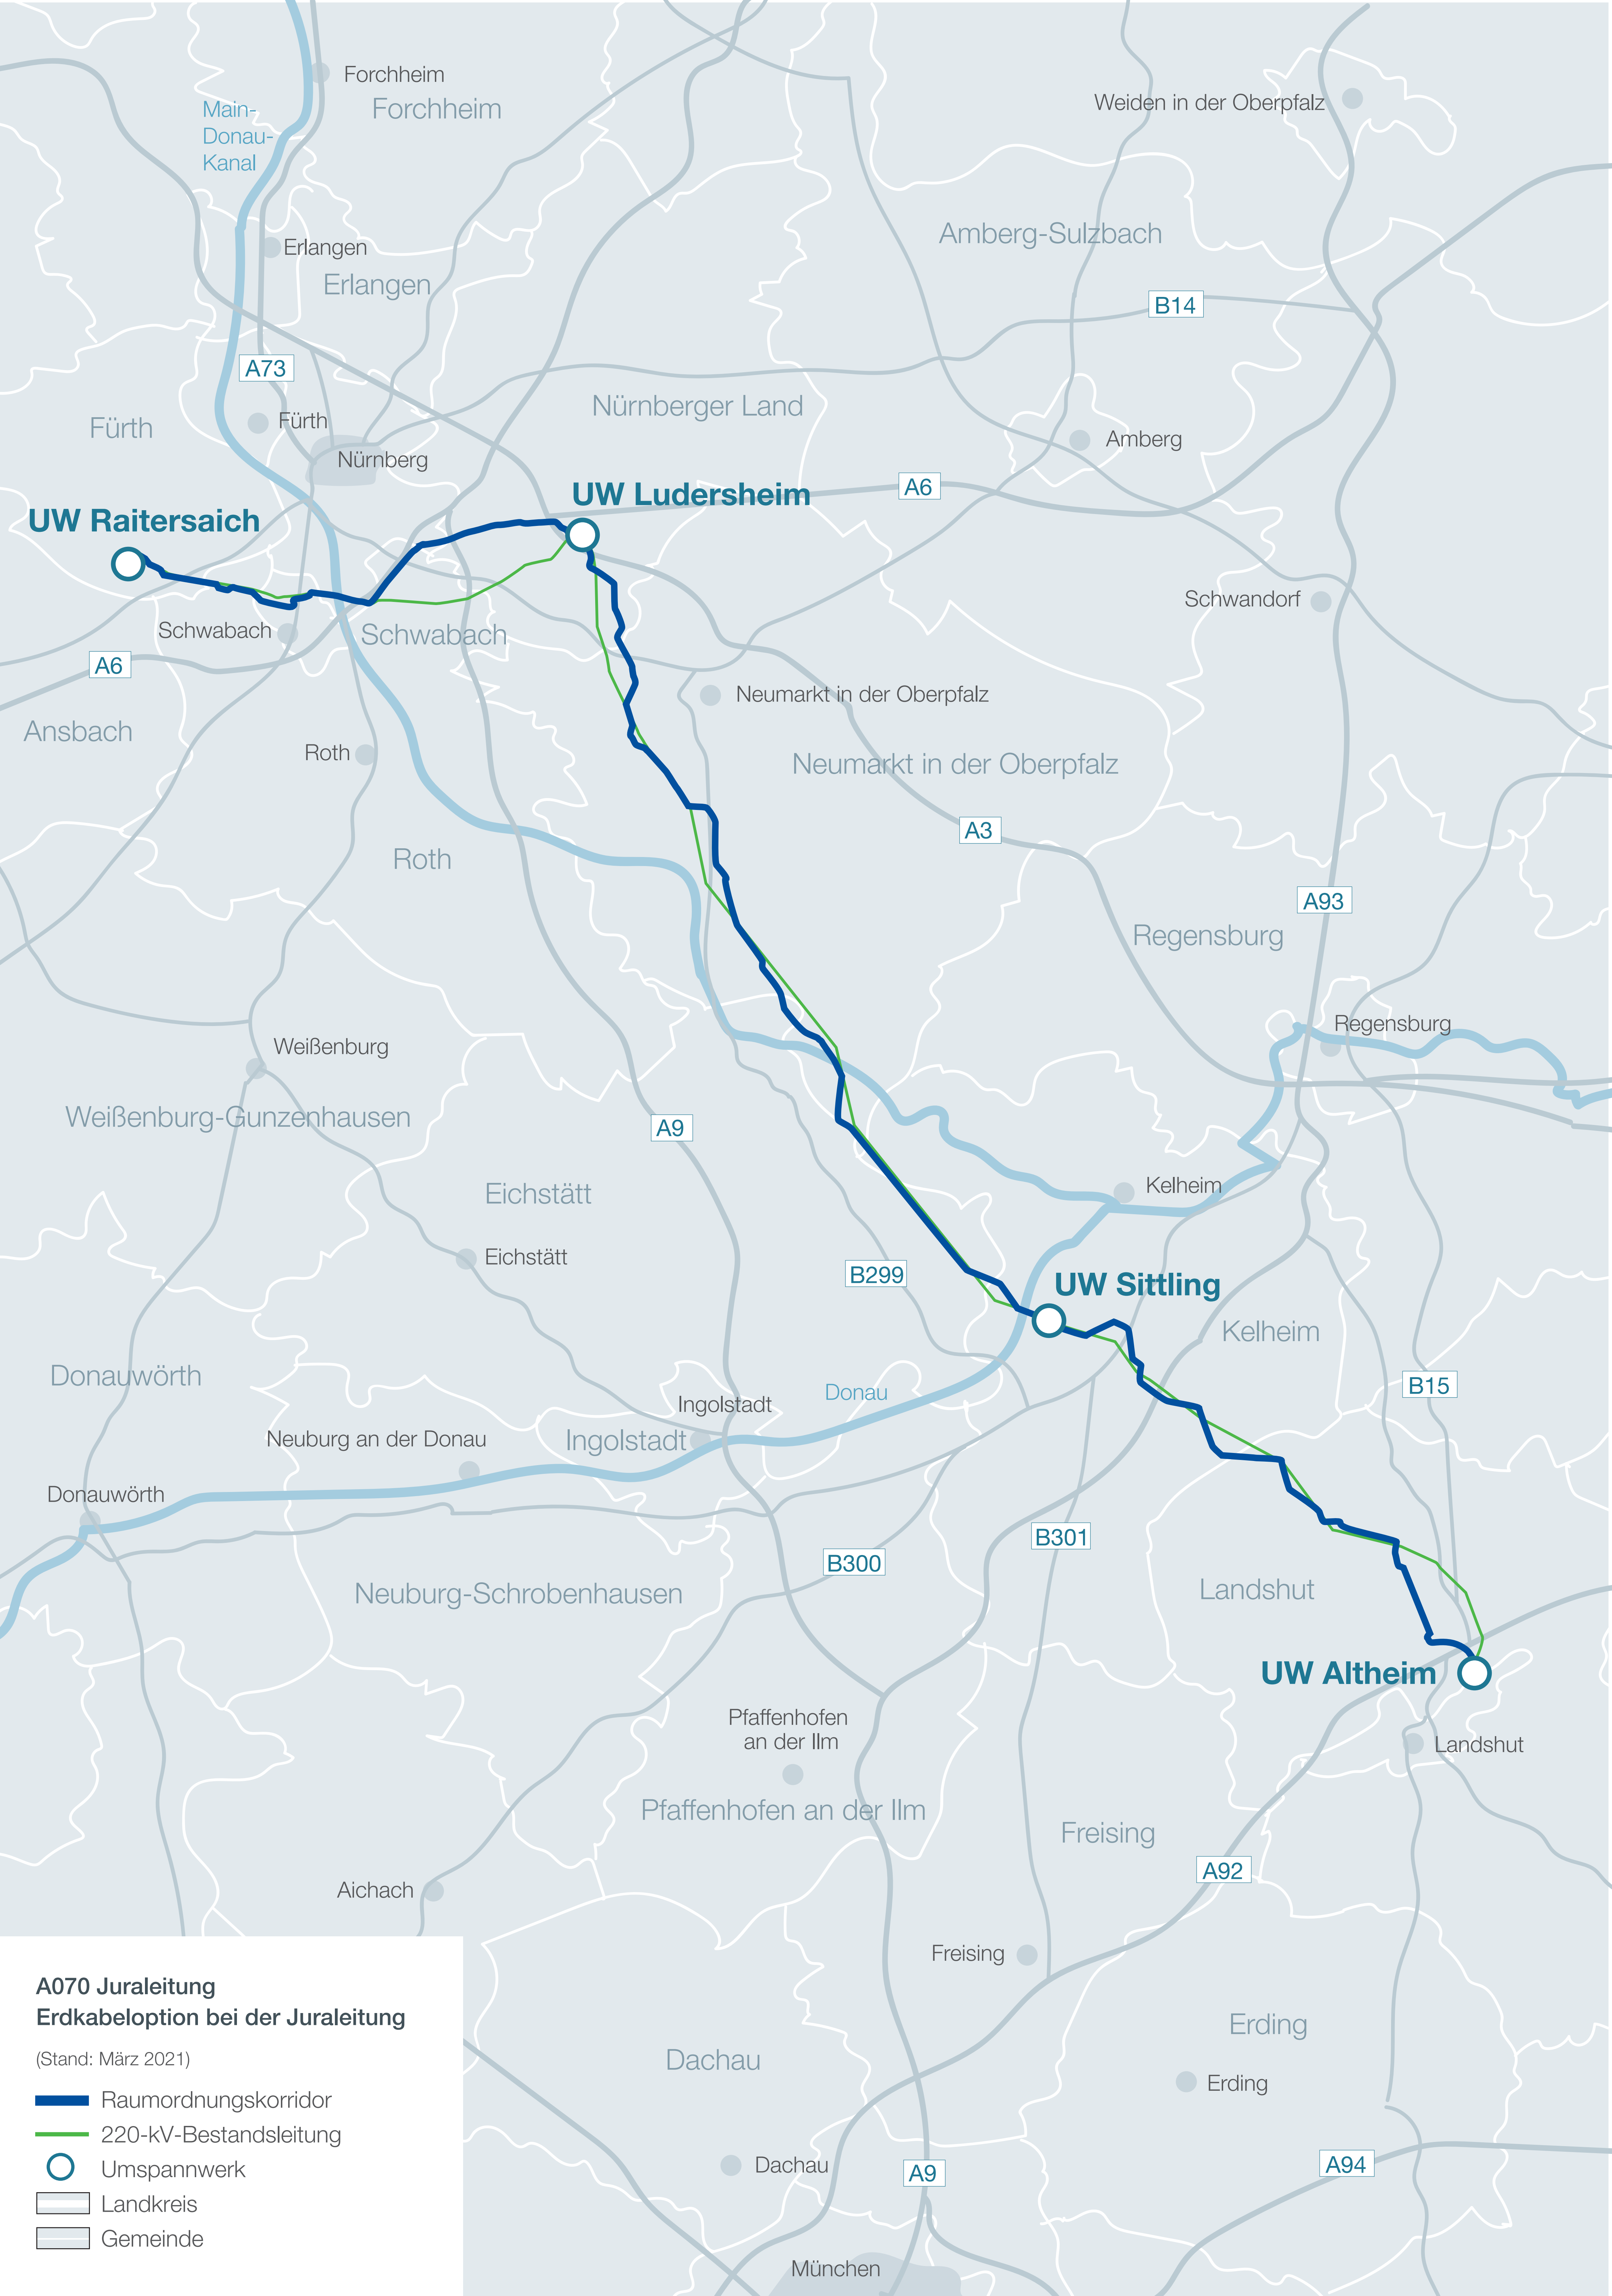 Forchheim
Forchheim
Main-
Donau-
Kanal
Weiden in der Oberpfalz
Erlangen
Erlangen
Amberg-Sulzbach
B14
A73
Fürth
Fürth
Nürnberg
Nürnberger Land
Amberg
A6
UW Ludersheim
UW Raitersaich
Schwandorf
Schwabach
Schwabach
A6
Neumarkt in der Oberpfalz
Ansbach
Roth
Neumarkt in der Oberpfalz
A3
Roth
A93
Regensburg
Regensburg
Weißenburg
Weißenburg-Gunzenhausen
A9
Kelheim
Eichstätt
Eichstätt
B299
UW Sittling
Kelheim
Donauwörth
B15
Donau
Ingolstadt
Ingolstadt
Neuburg an der Donau
Donauwörth
B301
B300
Neuburg-Schrobenhausen
Landshut
UW Altheim
Pfaffenhofen
an der Ilm
Landshut
Pfaffenhofen an der Ilm
Freising
A92
Aichach
Freising
Erding
Dachau
Erding
Dachau
A9
A94
München
A070 Juraleitung
Erdkabeloption bei der Juraleitung
(Stand: März 2021)
Raumordnungskorridor
220-kV-Bestandsleitung
Umspannwerk
Landkreis
Gemeinde